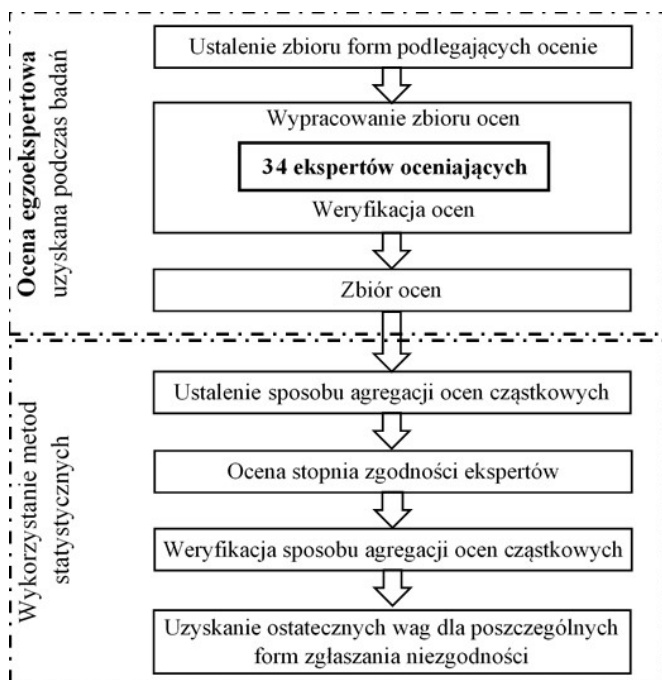 Ocena egzoekspertowa
uzyskana podczas badań
Ustalenie zbioru form podlegających ocenie
Wypracowanie zbioru ocen
34 ekspertów oceniających
Weryfikacja ocen
Zbiór ocen
Wykorzystanie metod
statystycznych
Ustalenie sposobu agregacji ocen cząstkowych
Ocena stopnia zgodności ekspertów
Weryfikacja sposobu agregacji ocen cząstkowych
Uzyskanie ostatecznych wag dla poszczególnych
form zgłaszania niezgodności